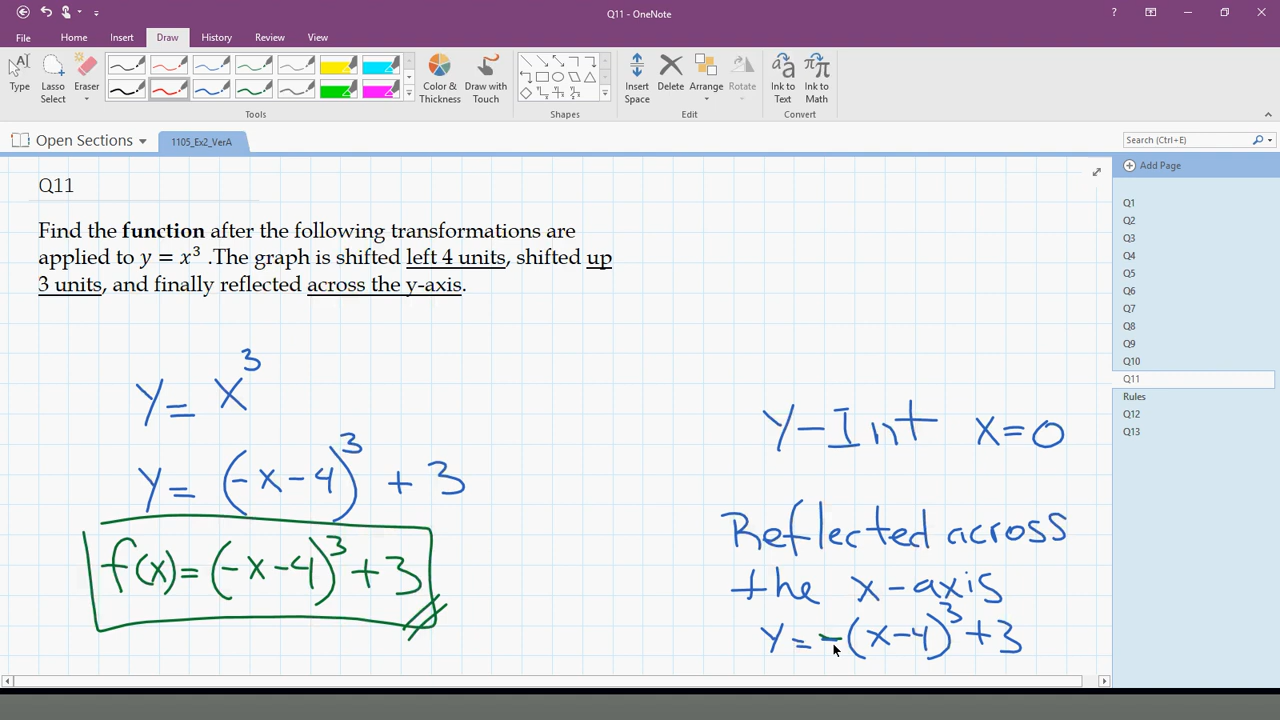 Q11 - OneNote
File Home Insert Draw History Review View
Type
Lasso Select
Eraser
Color & Thickness
Draw with Touch
Insert Space
Delete
Arrange
Rotate
Ink to Text
Ink to Math
Tools Shapes Edit Convert
Open Sections 1105_Ex2_VerA Search (Ctrl+E)
Add Page
Q11
Find the function after the following transformations are
applied to y = x³ .The graph is shifted left 4 units, shifted up
3 units, and finally reflected across the y-axis.
Y = X³
Y = (-X-4)³ + 3
f(x) = (-X-4)³ + 3
Y-Int X=0
Reflected across
the x-axis
Y = -(X-4)³ + 3
Q1
Q2
Q3
Q4
Q5
Q6
Q7
Q8
Q9
Q10
Q11
Rules
Q12
Q13